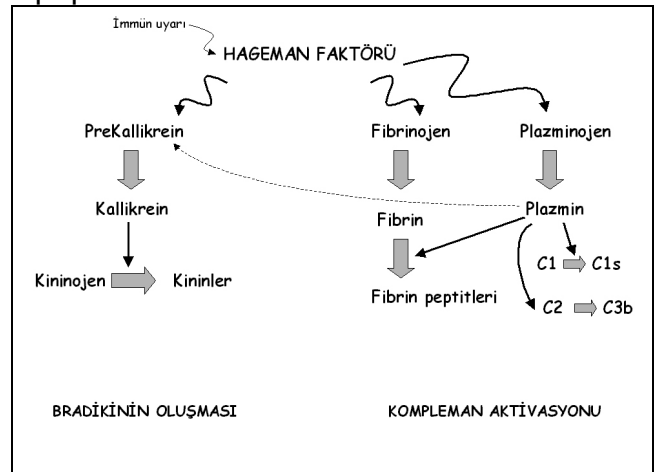 İmmün uyarı
HAGEMAN FAKTÖRÜ
PreKallikrein Fibrinojen Plazminojen
Kallikrein Fibrin Plazmin
C1 C1s
Kininojen Kininler
Fibrin peptitleri
C2 C3b
BRADİKİNİN OLUŞMASI KOMPLEMAN AKTİVASYONU